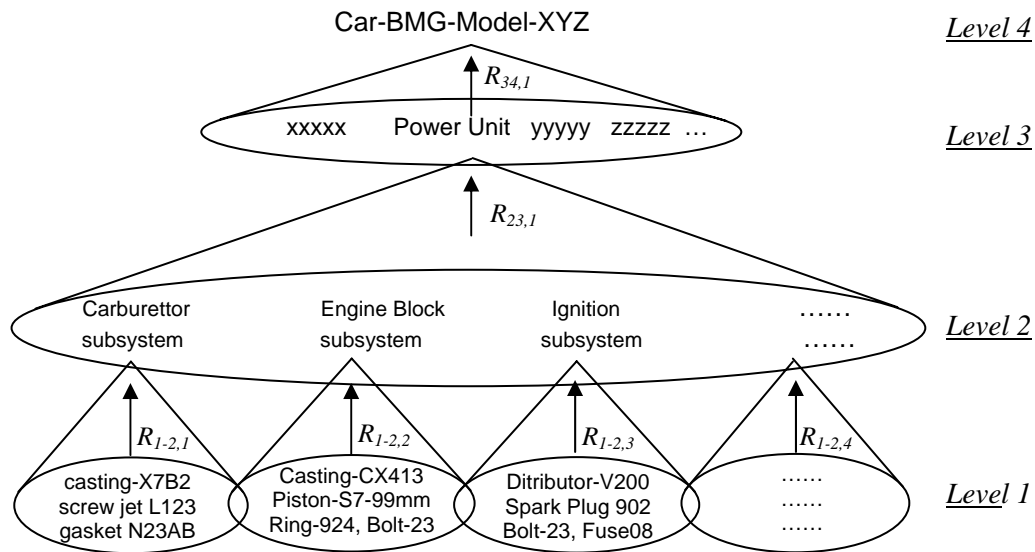 Car-BMG-Model-XYZ
Level 4
R34,1
xxxxx Power Unit yyyyy zzzzz …
Level 3
R23,1
Carburettor subsystem
Engine Block subsystem
Ignition subsystem
……
……
Level 2
R1-2,1
R1-2,2
R1-2,3
R1-2,4
casting-X7B2
screw jet L123
gasket N23AB
Casting-CX413
Piston-S7-99mm
Ring-924, Bolt-23
Ditributor-V200
Spark Plug 902
Bolt-23, Fuse08
……
……
……
Level 1